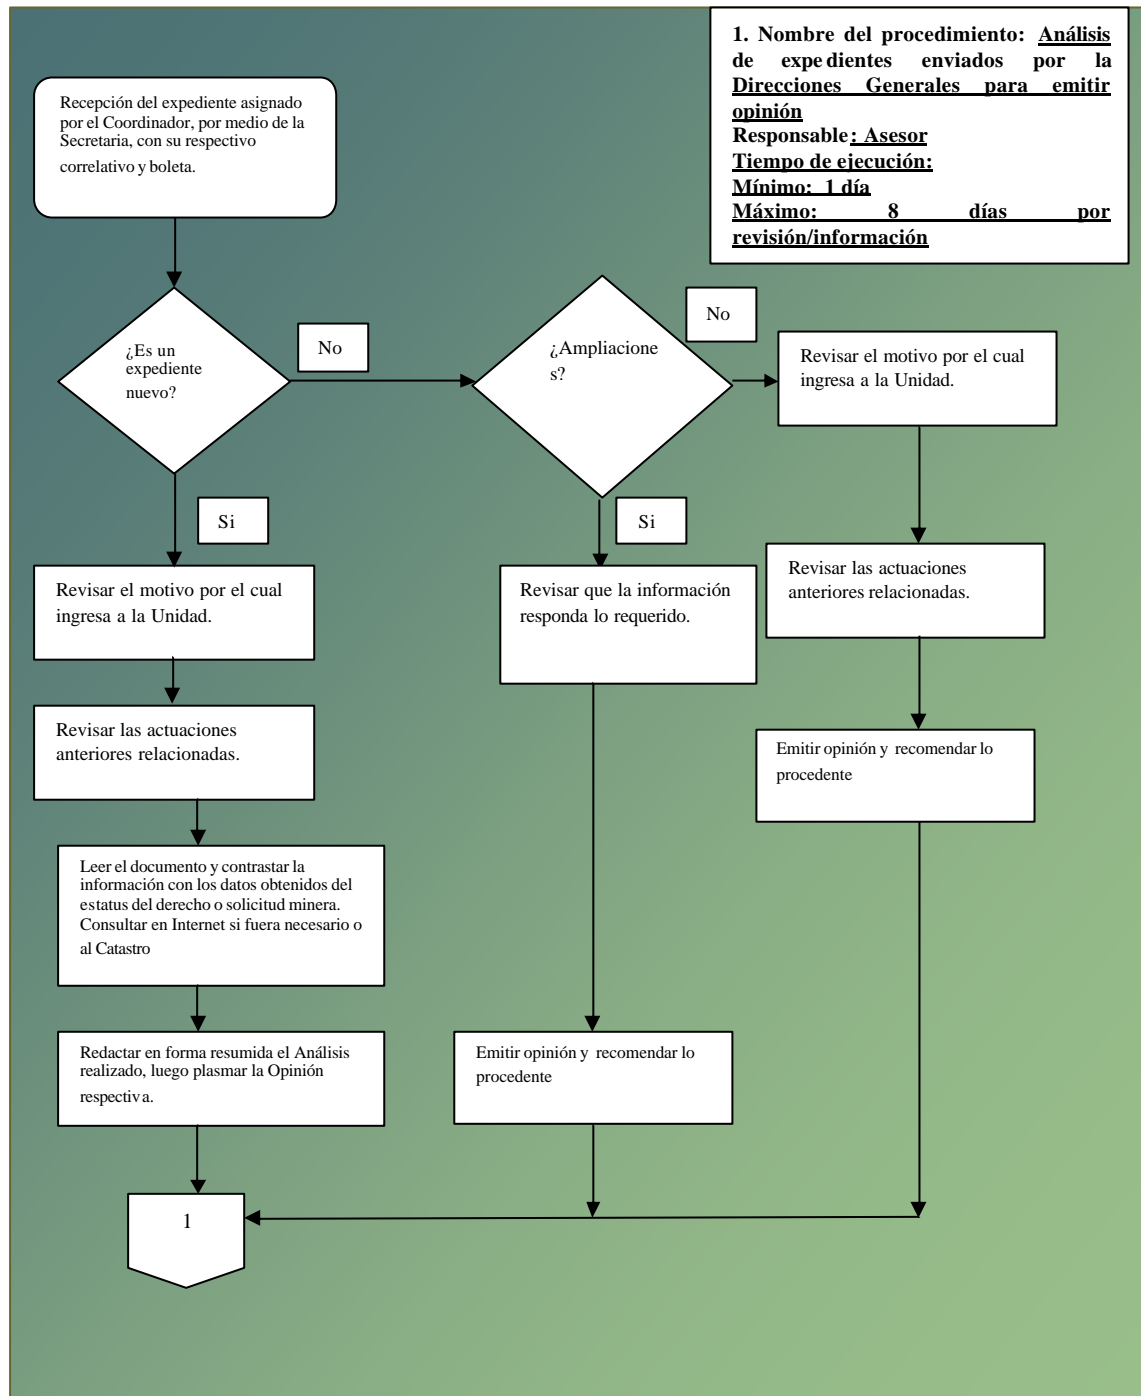 1. Nombre del procedimiento: Análisis
de expedientes enviados por la
Direcciones Generales para emitir
opinión
Responsable: Asesor
Tiempo de ejecución:
Mínimo: 1 día
Máximo: 8 días por
revisión/información
Recepción del expediente asignado
por el Coordinador, por medio de la
Secretaria, con su respectivo
correlativo y boleta.
¿Es un
expediente
nuevo?
No
¿Ampliacione
s?
No
Revisar el motivo por el cual
ingresa a la Unidad.
Si
Si
Revisar el motivo por el cual
ingresa a la Unidad.
Revisar que la información
responda lo requerido.
Revisar las actuaciones
anteriores relacionadas.
Revisar las actuaciones
anteriores relacionadas.
Emitir opinión y recomendar lo
procedente
Leer el documento y contrastar la
información con los datos obtenidos del
estatus del derecho o solicitud minera.
Consultar en Internet si fuera necesario o
al Catastro
Redactar en forma resumida el Análisis
realizado, luego plasmar la Opinión
respectiva.
Emitir opinión y recomendar lo
procedente
1